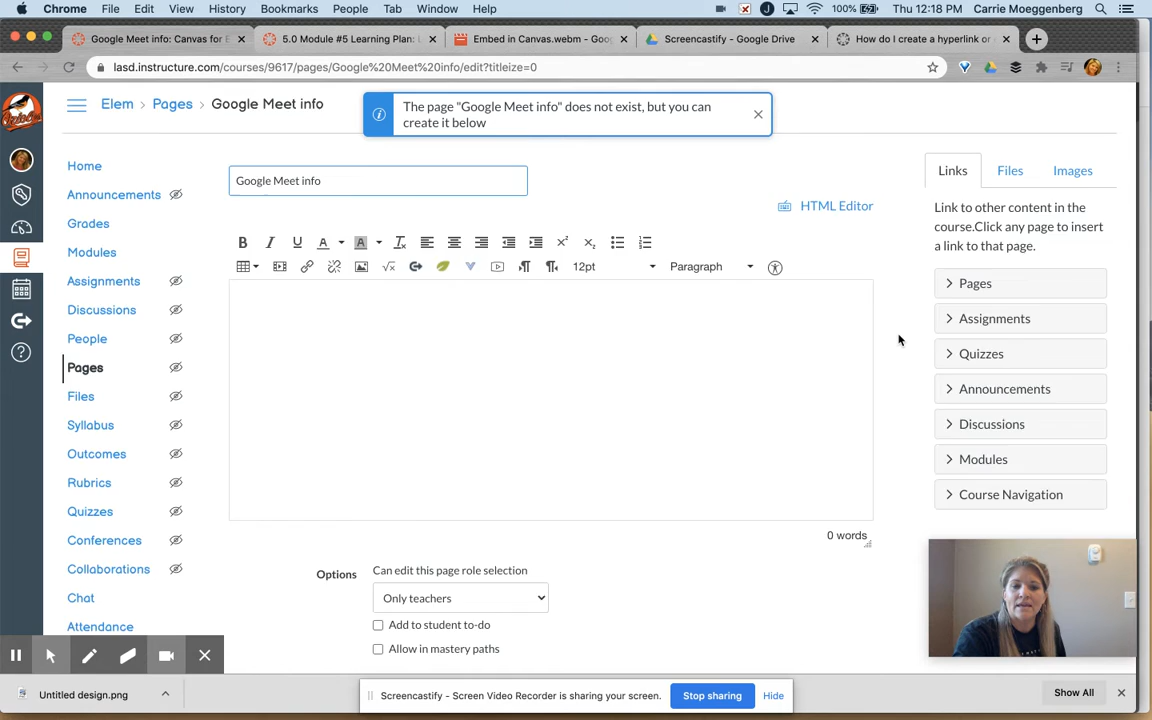 Chrome File Edit View History Bookmarks People Tab Window Help 100% Thu 12:18 PM Carrie Moeggenberg
Google Meet info: Canvas for E 5.0 Module #5 Learning Plan: L Embed in Canvas.webm - Goo Screencastify - Google Drive How do I create a hyperlink or
lasd.instructure.com/courses/9617/pages/Google%20Meet%20info/edit?titleize=0
Elem > Pages > Google Meet info
The page "Google Meet info" does not exist, but you can
create it below
Home
Announcements
Grades
Modules
Assignments
Discussions
People
Pages
Files
Syllabus
Outcomes
Rubrics
Quizzes
Conferences
Collaborations
Chat
Attendance
Google Meet info
HTML Editor
12pt Paragraph
0 words
Options Can edit this page role selection
Only teachers
Add to student to-do
Allow in mastery paths
Links Files Images
Link to other content in the
course.Click any page to insert
a link to that page.
Pages
Assignments
Quizzes
Announcements
Discussions
Modules
Course Navigation
Untitled design.png
Screencastify - Screen Video Recorder is sharing your screen. Stop sharing Hide
Show All